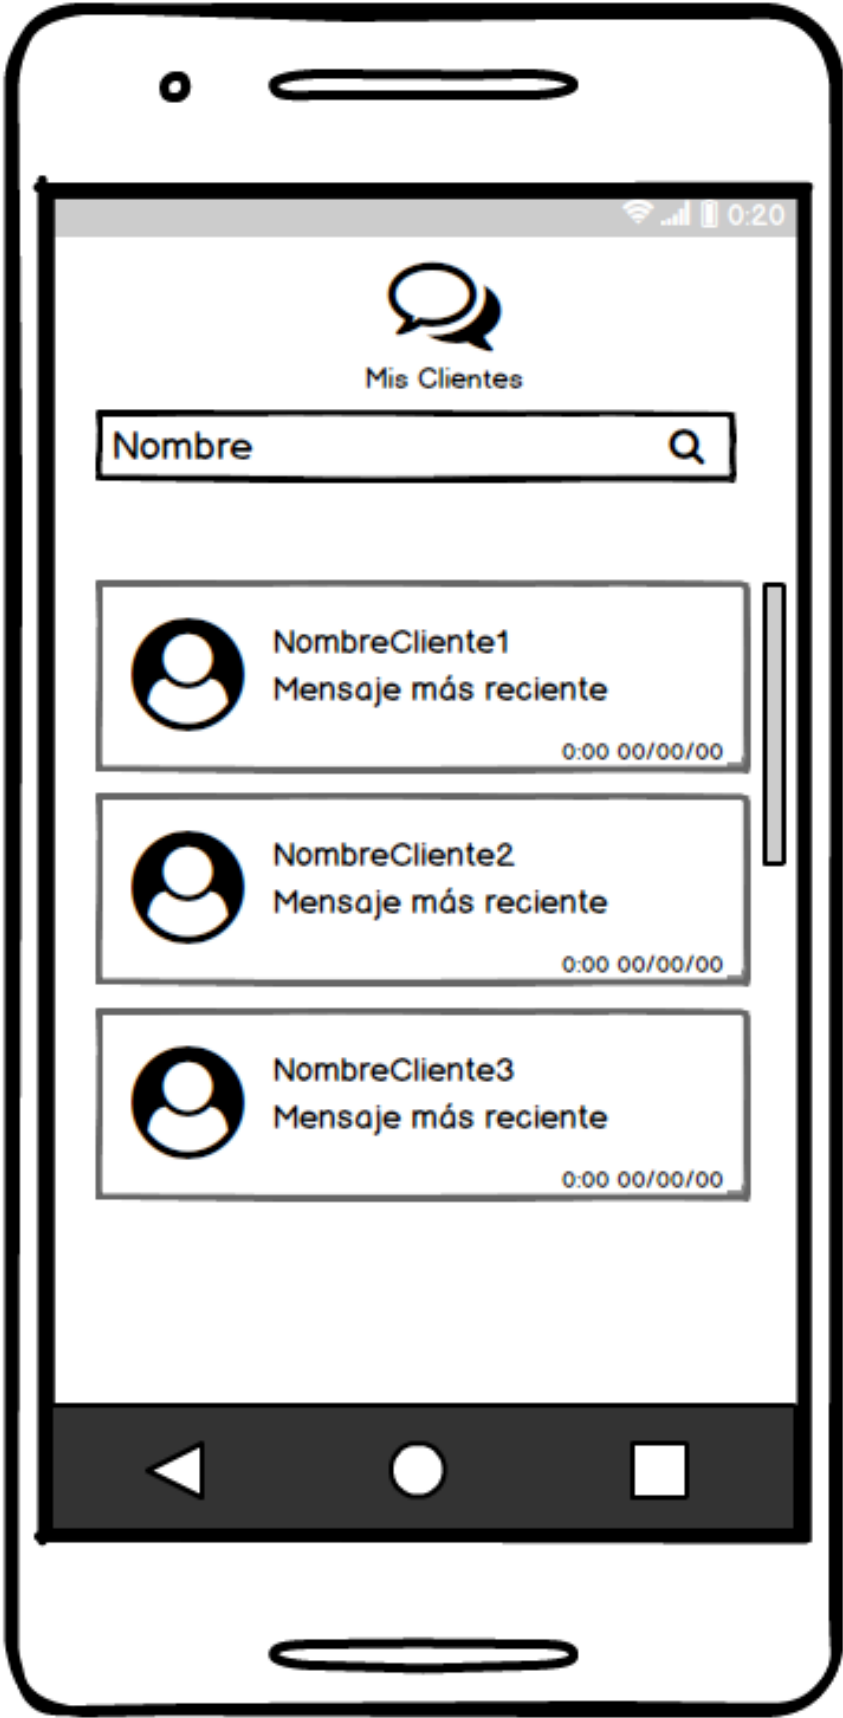 0:20
Mis Clientes
Nombre
NombreCliente1
Mensaje más reciente
0:00 00/00/00
NombreCliente2
Mensaje más reciente
0:00 00/00/00
NombreCliente3
Mensaje más reciente
0:00 00/00/00